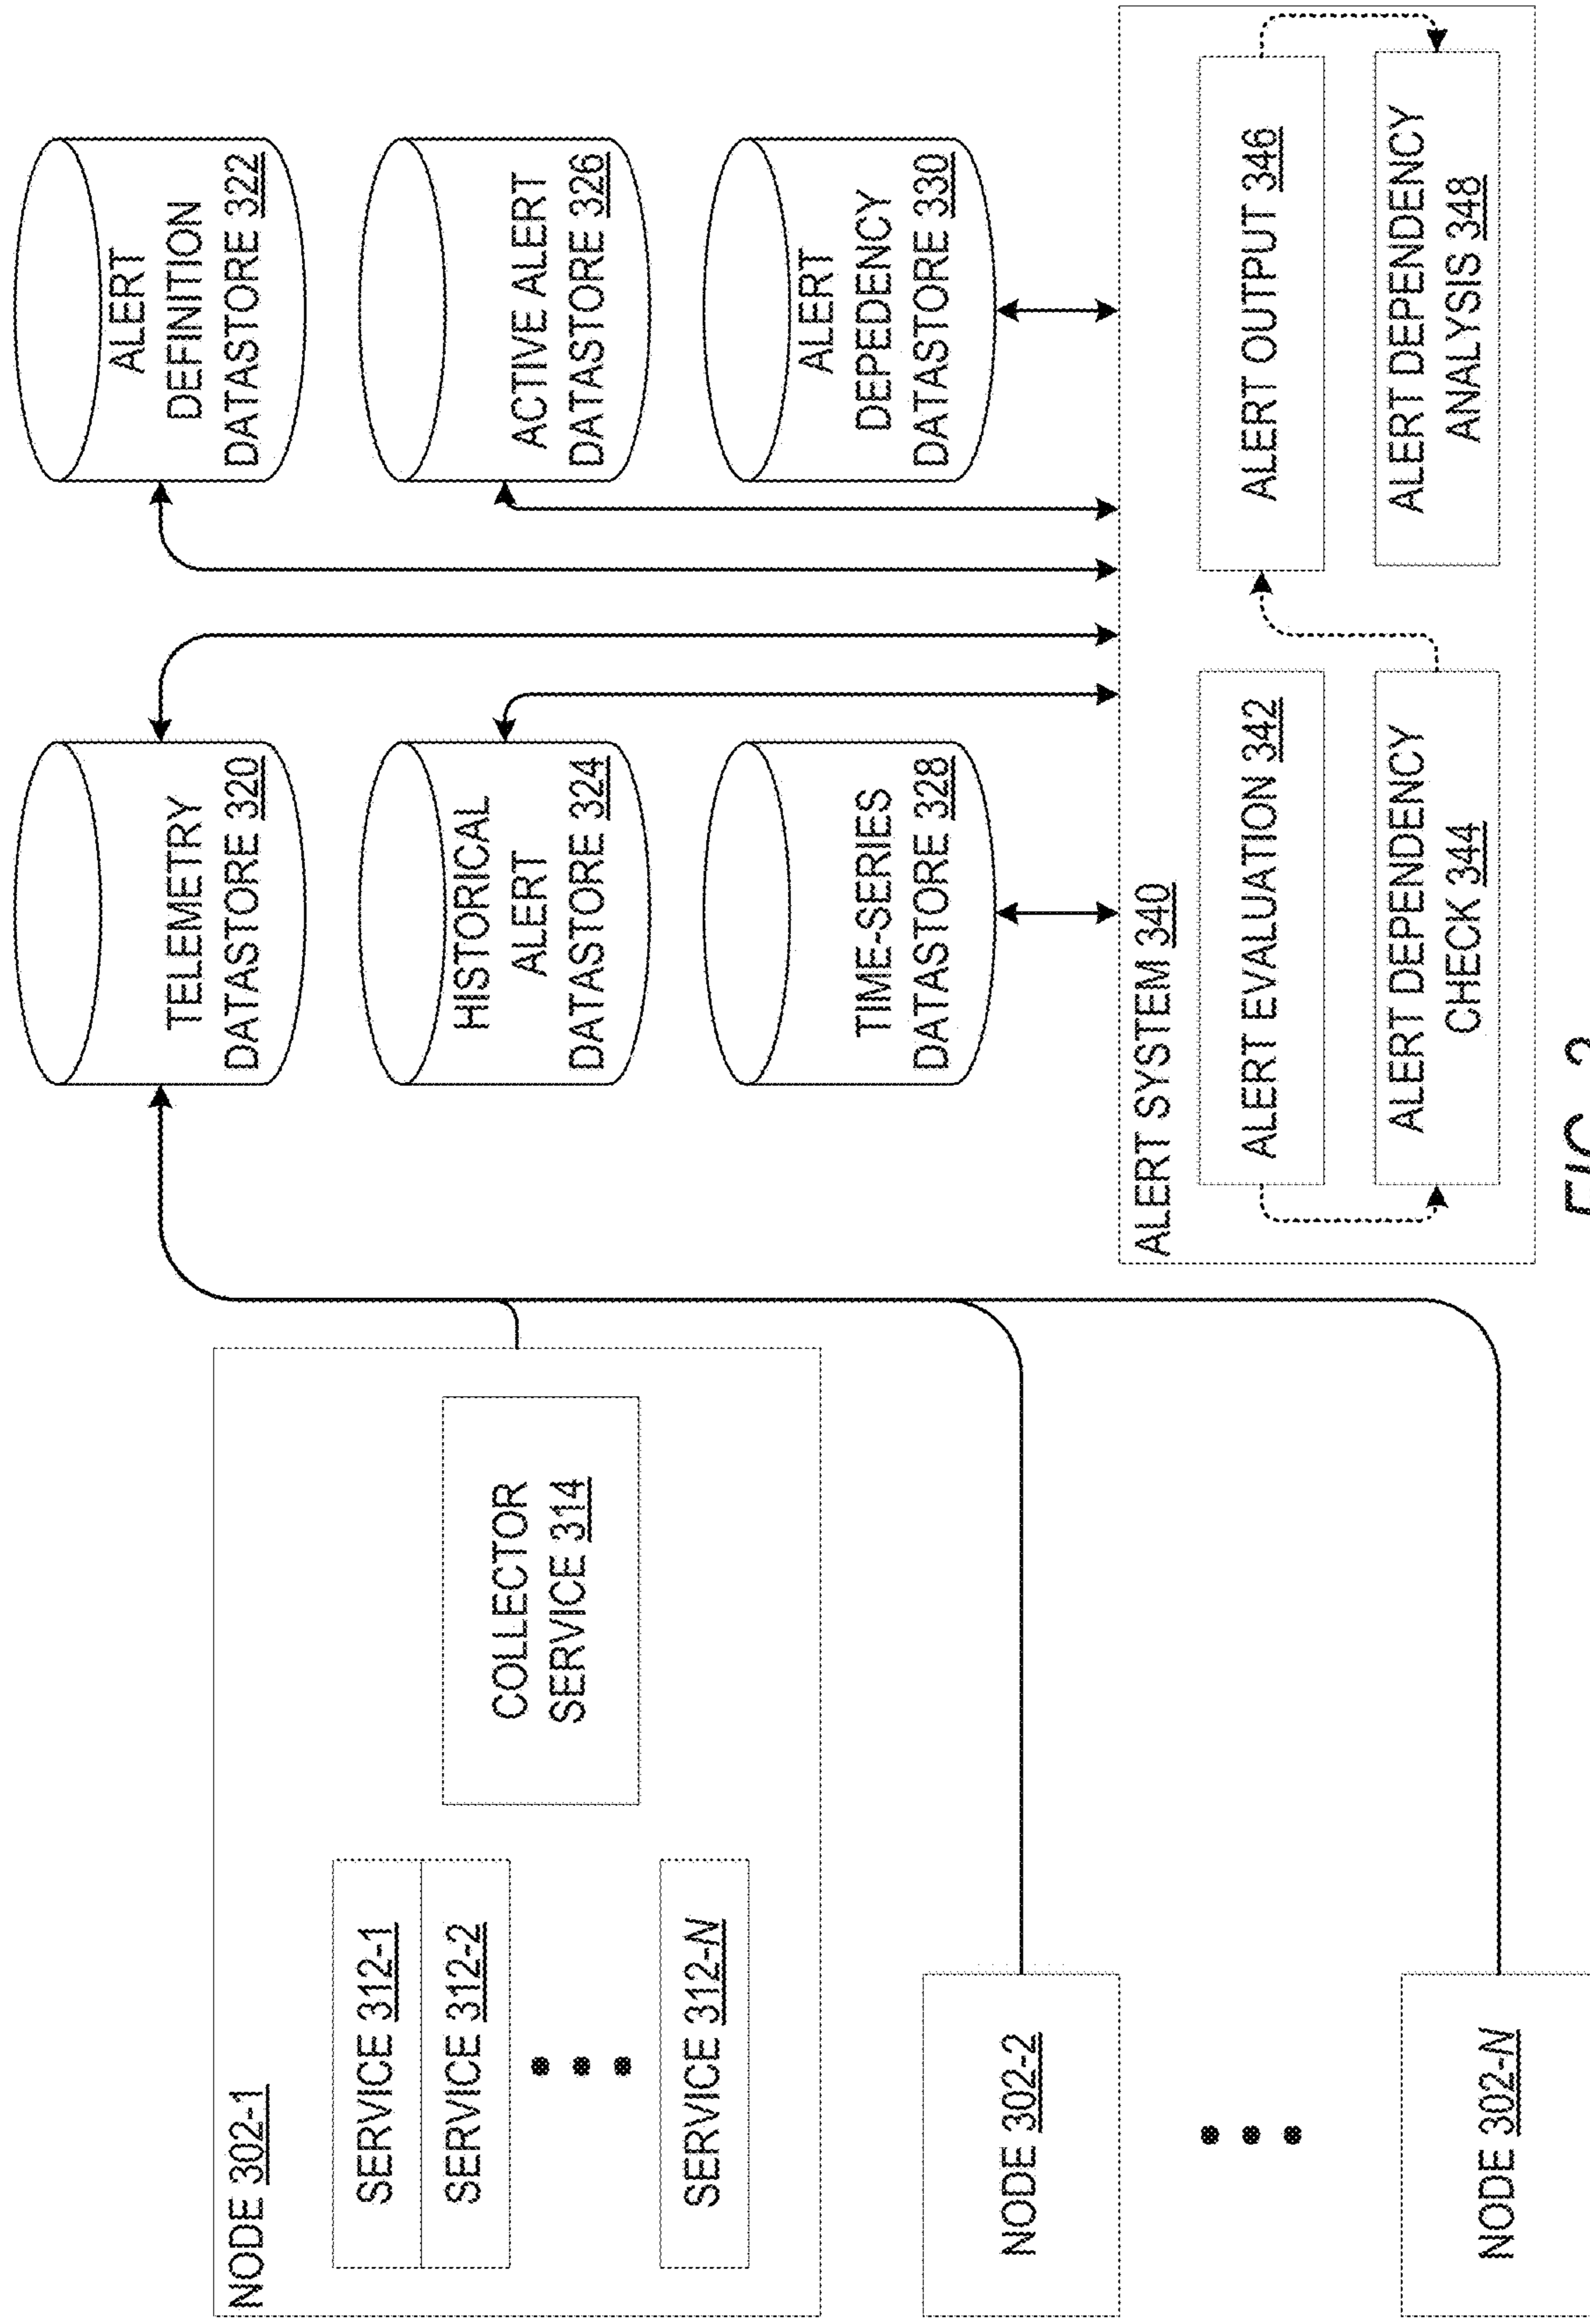 NODE 302-1
SERVICE 312-1
SERVICE 312-2
SERVICE 312-N
COLLECTOR
SERVICE 314
NODE 302-2
NODE 302-N
TELEMETRY
DATASTORE 320
HISTORICAL
ALERT
DATASTORE 324
TIME-SERIES
DATASTORE 328
ALERT
DEFINITION
DATASTORE 322
ACTIVE ALERT
DATASTORE 326
ALERT
DEPEDENCY
DATASTORE 330
ALERT SYSTEM 340
ALERT EVALUATION 342
ALERT DEPENDENCY
CHECK 344
ALERT OUTPUT 346
ALERT DEPENDENCY
ANALYSIS 348
FIG